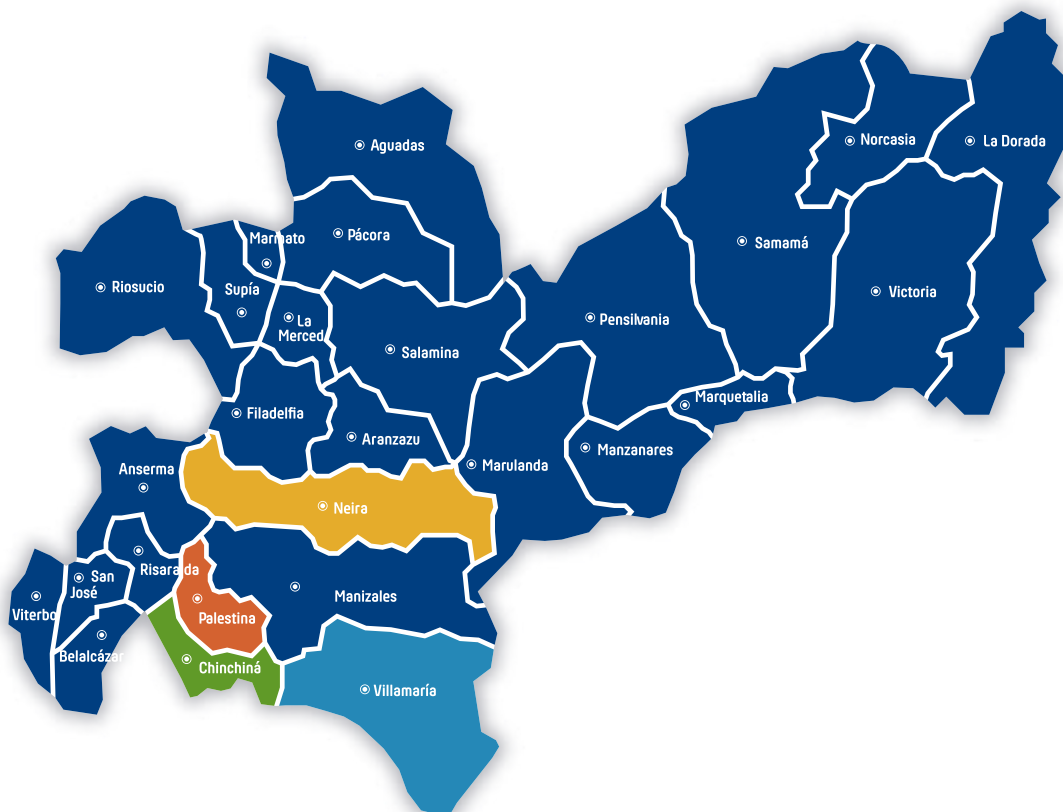 Aguadas
Norcasia
La Dorada
Marmato
Pácora
Samamá
Riosucio
Supía
Victoria
La
Merced
Pensilvania
Salamina
Marquetalia
Filadelfia
Aranzazu
Manzanares
Marulanda
Anserma
Neira
Risaralda
San
José
Manizales
Viterbo
Palestina
Belalcázar
Chinchiná
Villamaría